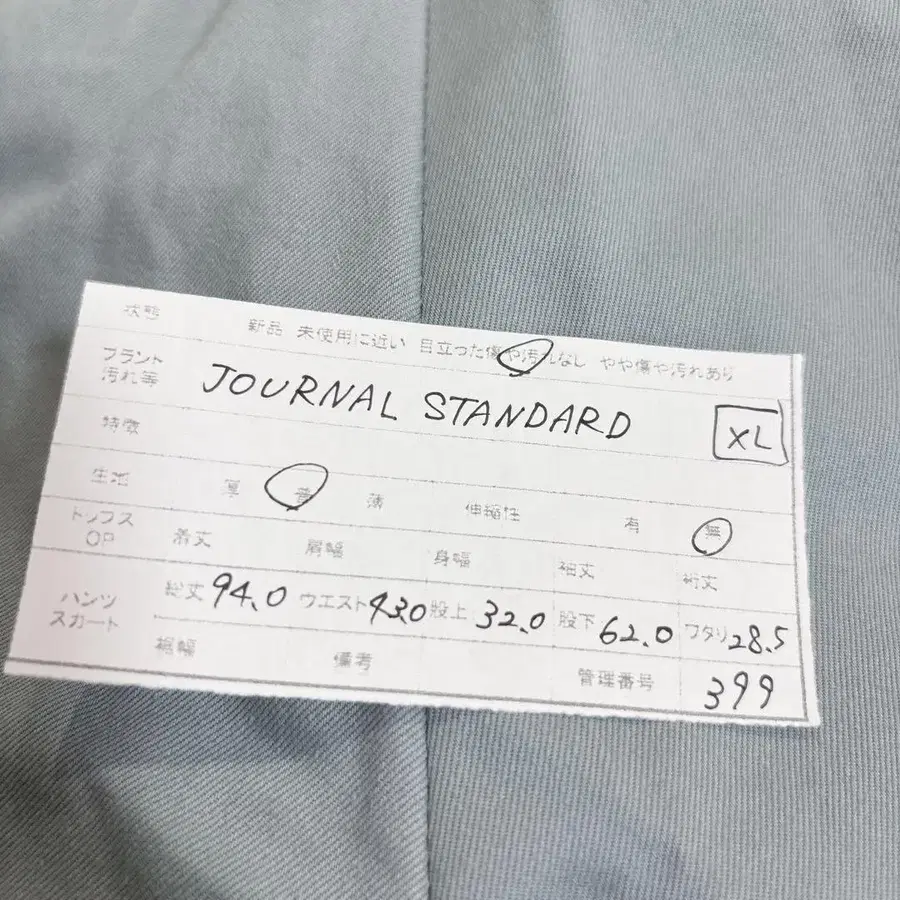 状態 新品 未使用に近い 目立った傷や汚れなし やや傷や汚れあり
ブランド
汚れ等 JOURNAL STANDARD XL
特徴
生地 厚 普 薄 伸縮性 有 無
トップス
OP 着丈 肩幅 身幅 袖丈 裄丈
パンツ
スカート 総丈 94.0 ウエスト 43.0 股上 32.0 股下 62.0 ワタリ 28.5
裾幅 備考 管理番号 399